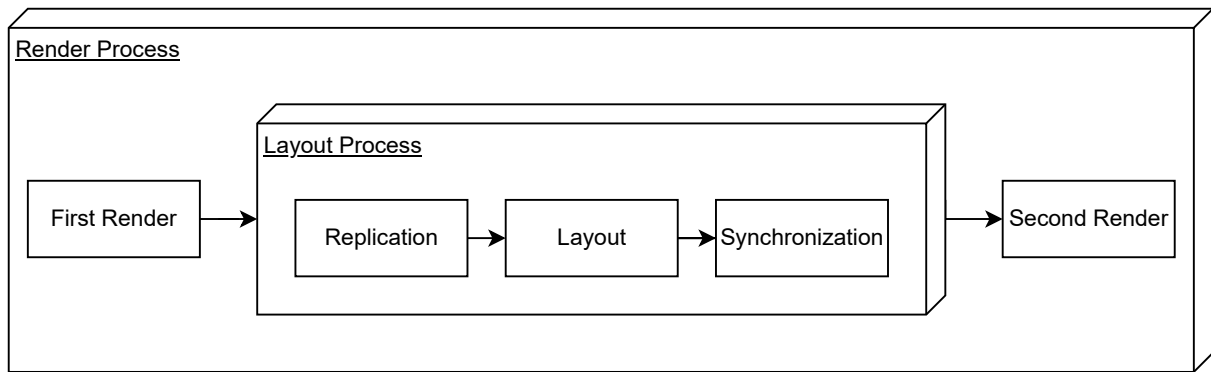 Render Process
Layout Process
First Render
Replication
Layout
Synchronization
Second Render